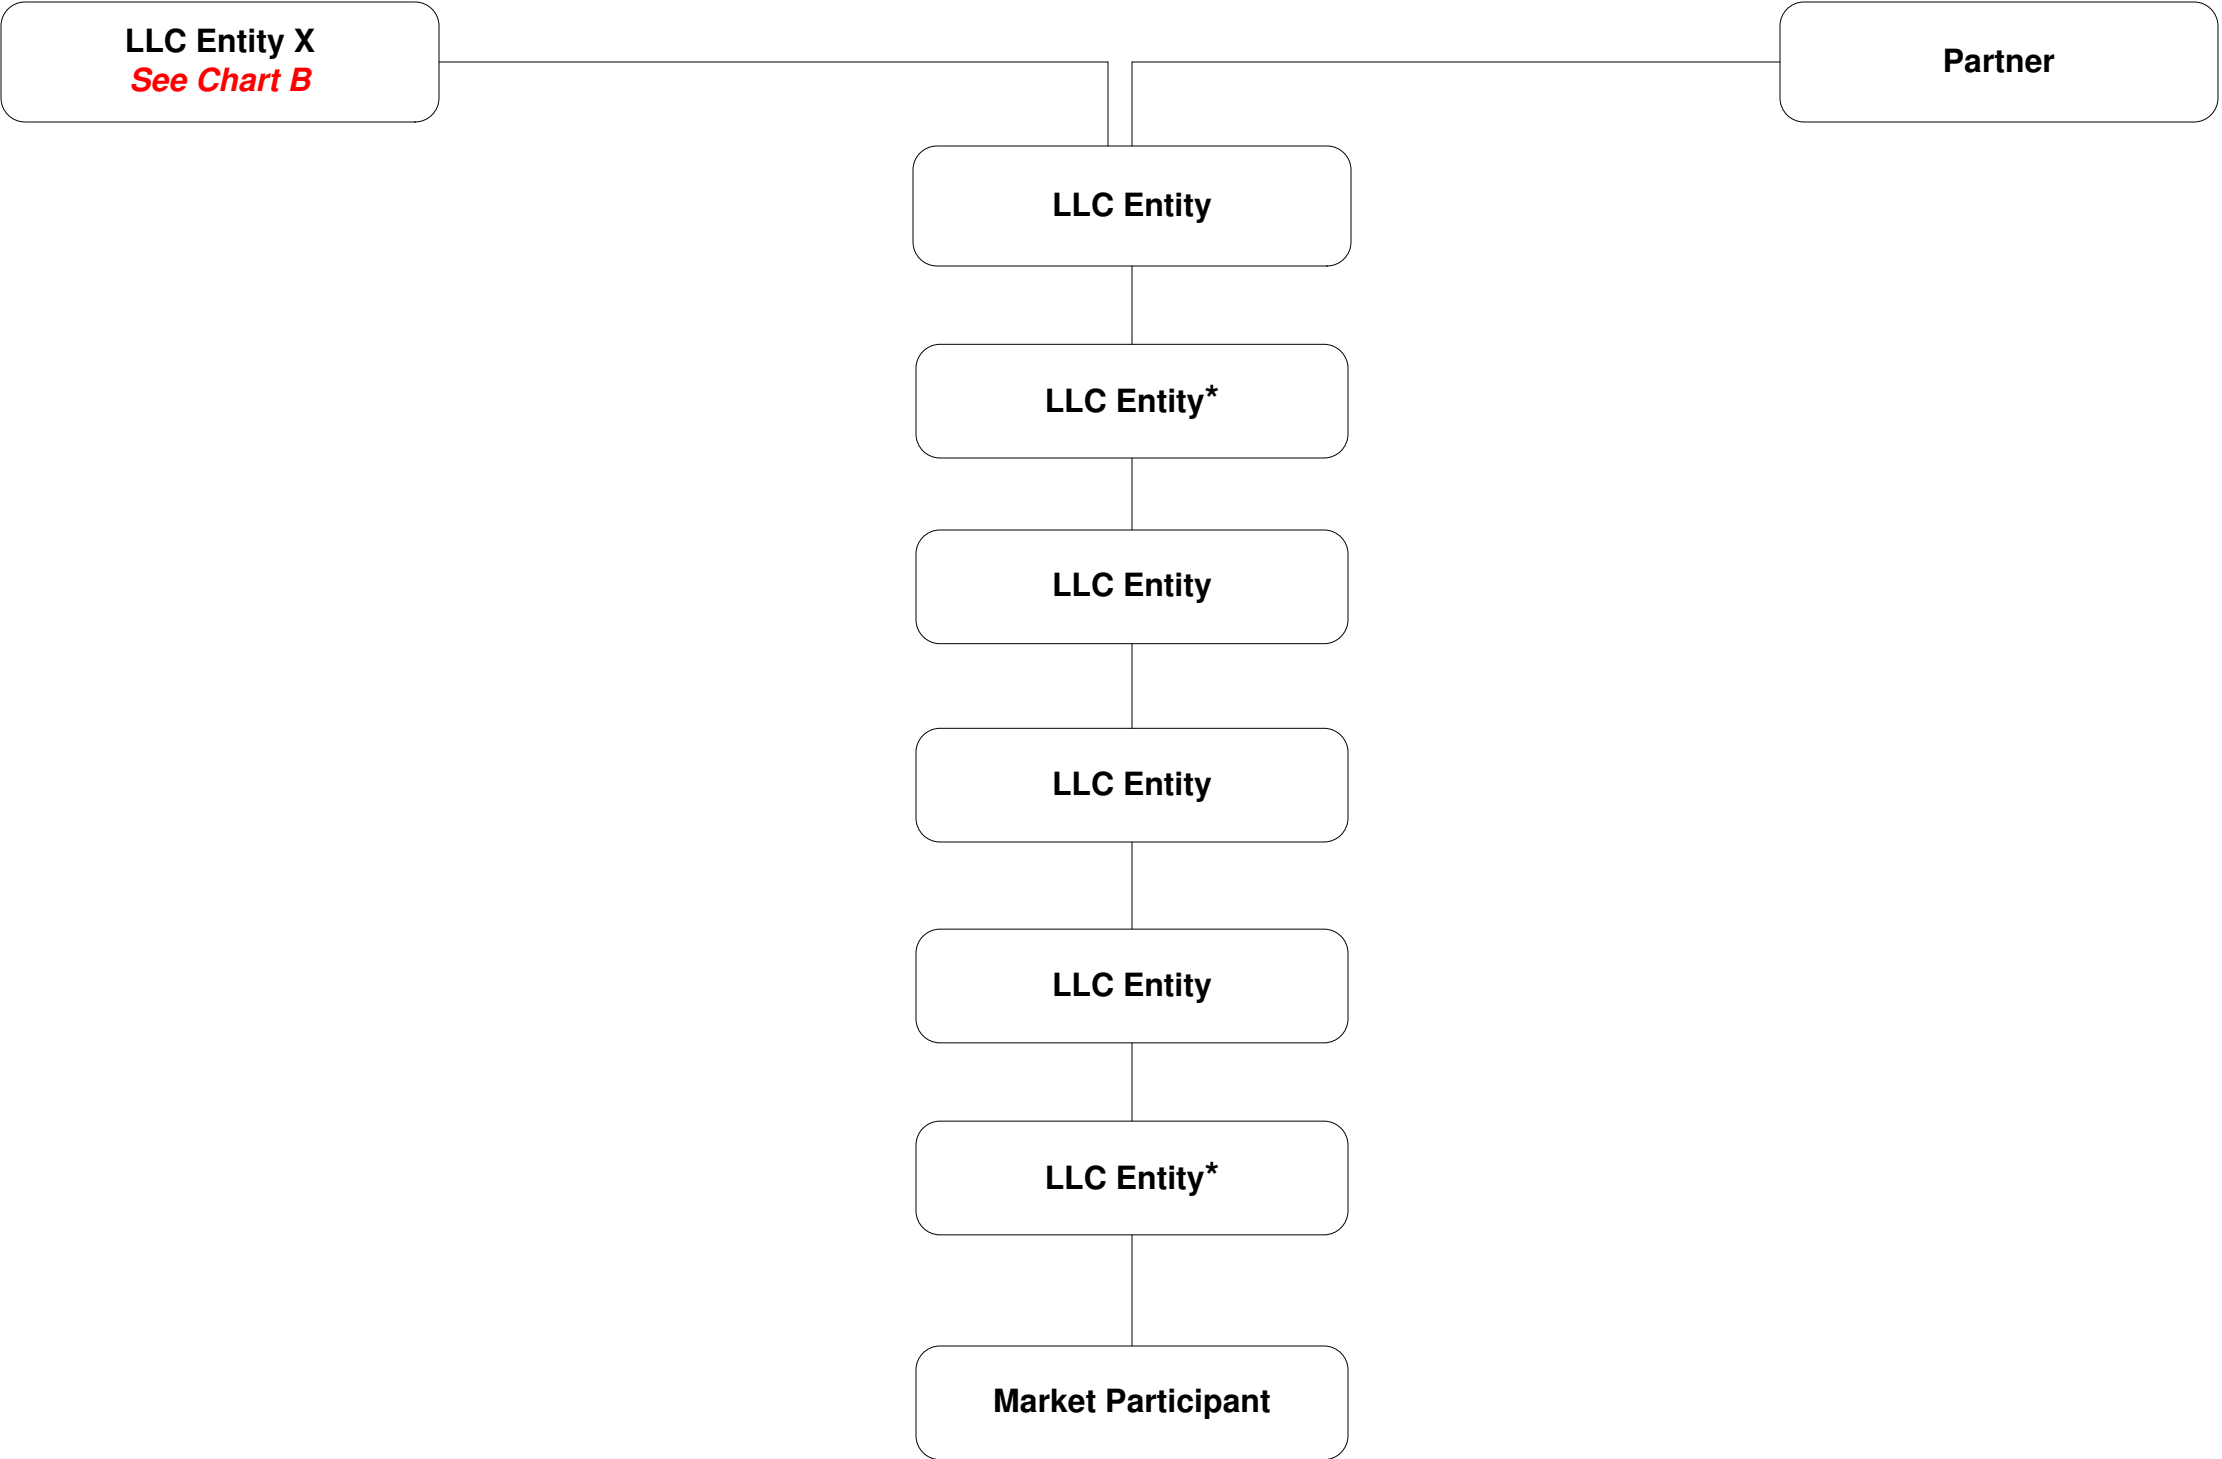 LLC Entity X
See Chart B
Partner
LLC Entity
LLC Entity*
LLC Entity
LLC Entity
LLC Entity
LLC Entity*
Market Participant